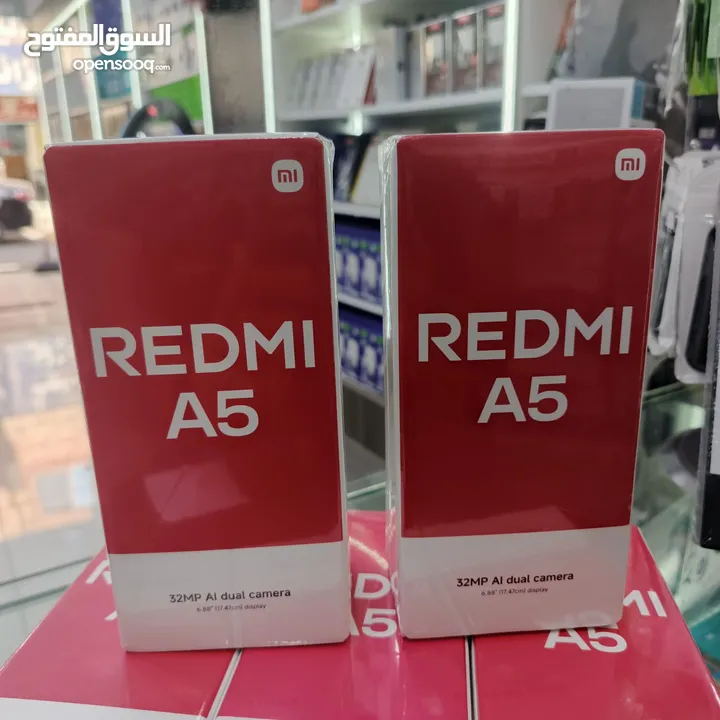 السوق المفتوح
opensooq.com
mi
REDMI
A5
32MP AI dual camera
6.88" (17.47cm) display
mi
REDMI
A5
32MP AI dual camera
6.88" (17.47cm) display
A5
MI
A5